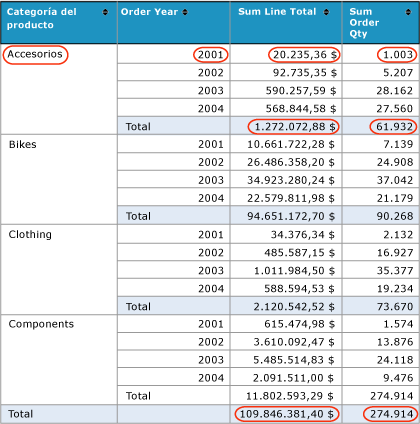 Categoría del producto Order Year Sum Line Total Sum Order Qty
Accesorios 2001 20.235,36 $ 1.003
2002 92.735,35 $ 5.207
2003 590.257,59 $ 28.162
2004 568.844,58 $ 27.560
Total 1.272.072,88 $ 61.932
Bikes 2001 10.661.722,28 $ 7.139
2002 26.486.358,20 $ 24.908
2003 34.923.280,24 $ 37.042
2004 22.579.811,98 $ 21.179
Total 94.651.172,70 $ 90.268
Clothing 2001 34.376,34 $ 2.132
2002 485.587,15 $ 16.927
2003 1.011.984,50 $ 35.377
2004 588.594,53 $ 19.234
Total 2.120.542,52 $ 73.670
Components 2001 615.474,98 $ 1.574
2002 3.610.092,47 $ 13.876
2003 5.485.514,83 $ 24.118
2004 2.091.511,00 $ 9.476
Total 11.802.593,29 $ 274.914
Total 109.846.381,40 $ 274.914